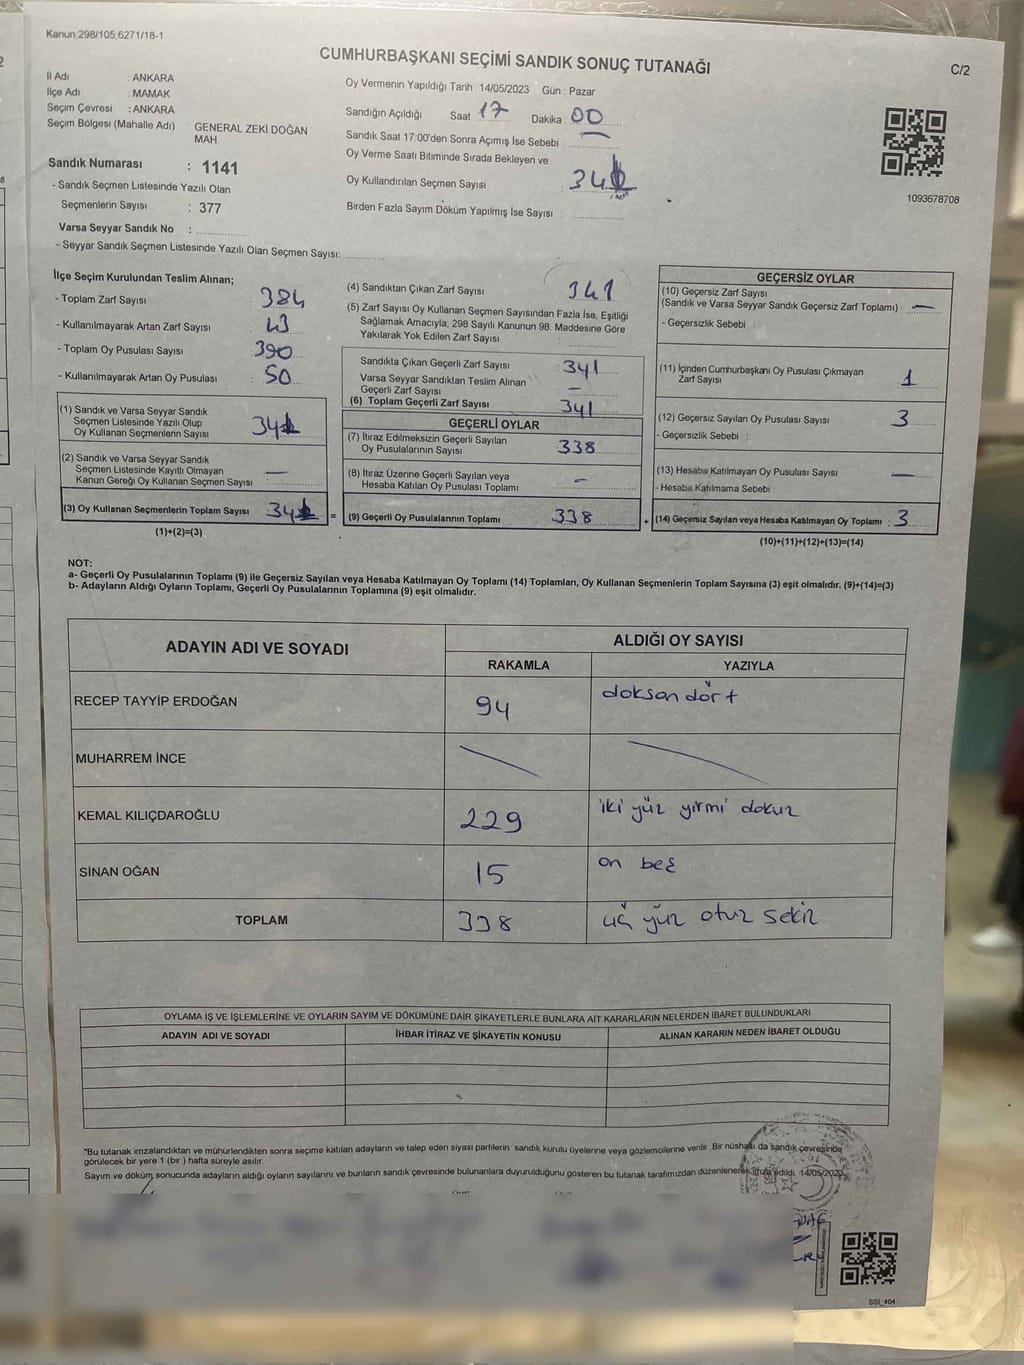 Kanun;298/105;6271/18-1
CUMHURBAŞKANI SEÇİMİ SANDIK SONUÇ TUTANAĞI
C/2
İl Adı : ANKARA
İlçe Adı : MAMAK
Seçim Çevresi : ANKARA
Seçim Bölgesi (Mahalle Adı) : GENERAL ZEKİ DOĞAN
MAH.
Sandık Numarası : 1141
- Sandık Seçmen Listesinde Yazılı Olan
Seçmenlerin Sayısı : 377
Varsa Seyyar Sandık No :
- Seyyar Sandık Seçmen Listesinde Yazılı Olan Seçmen Sayısı:
Oy Vermenin Yapıldığı Tarih : 14/05/2023 Gün : Pazar
Sandığın Açıldığı Saat 17 Dakika 00
Sandık Saat 17:00'den Sonra Açımış İse Sebebi : —
Oy Verme Saati Bitiminde Sırada Bekleyen ve
Oy Kullandırılan Seçmen Sayısı
Birden Fazla Sayım Döküm Yapılmış İse Sayısı :
1093678708
İlçe Seçim Kurulundan Teslim Alınan;
- Toplam Zarf Sayısı : 384
- Kullanılmayarak Artan Zarf Sayısı : 43
- Toplam Oy Pusulası Sayısı : 390
- Kullanılmayarak Artan Oy Pusulası : 50
(1) Sandık ve Varsa Seyyar Sandık
Seçmen Listesinde Yazılı Olup
Oy Kullanan Seçmenlerin Sayısı
(2) Sandık ve Varsa Seyyar Sandık
Seçmen Listesinde Kayıtlı Olmayan
Kanun Gereği Oy Kullanan Seçmen Sayısı : —
(3) Oy Kullanan Seçmenlerin Toplam Sayısı
(1)+(2)=(3)
=
(4) Sandıktan Çıkan Zarf Sayısı 341
(5) Zarf Sayısı Oy Kullanan Seçmen Sayısından Fazla İse, Eşitliği
Sağlamak Amacıyla; 298 Sayılı Kanunun 98. Maddesine Göre
Yakılarak Yok Edilen Zarf Sayısı
Sandıkta Çıkan Geçerli Zarf Sayısı 341
Varsa Seyyar Sandıktan Teslim Alınan
Geçerli Zarf Sayısı —
(6) Toplam Geçerli Zarf Sayısı 341
GEÇERLİ OYLAR
(7) İtiraz Edilmeksizin Geçerli Sayılan
Oy Pusulalarının Sayısı 338
(8) İtiraz Üzerine Geçerli Sayılan veya
Hesaba Katılan Oy Pusulası Toplamı —
(9) Geçerli Oy Pusulalarının Toplamı 338
+
GEÇERSİZ OYLAR
(10) Geçersiz Zarf Sayısı
(Sandık ve Varsa Seyyar Sandık Geçersiz Zarf Toplamı) : —
- Geçersizlik Sebebi :
(11) İçinden Cumhurbaşkanı Oy Pusulası Çıkmayan
Zarf Sayısı 1
(12) Geçersiz Sayılan Oy Pusulası Sayısı 3
- Geçersizlik Sebebi :
(13) Hesaba Katılmayan Oy Pusulası Sayısı —
- Hesaba Katılmama Sebebi :
(14) Geçersiz Sayılan veya Hesaba Katılmayan Oy Toplamı : 3
(10)+(11)+(12)+(13)=(14)
NOT:
a- Geçerli Oy Pusulalarının Toplamı (9) ile Geçersiz Sayılan veya Hesaba Katılmayan Oy Toplamı (14) Toplamları, Oy Kullanan Seçmenlerin Toplam Sayısına (3) eşit olmalıdır. (9)+(14)=(3)
b- Adayların Aldığı Oyların Toplamı, Geçerli Oy Pusulalarının Toplamına (9) eşit olmalıdır.
ADAYIN ADI VE SOYADI
ALDIĞI OY SAYISI
RAKAMLA YAZIYLA
RECEP TAYYİP ERDOĞAN 94 doksan dört
MUHARREM İNCE
KEMAL KILIÇDAROĞLU 229 iki yüz yirmi dokuz
SİNAN OĞAN 15 on beş
TOPLAM 338 üç yüz otuz sekiz
OYLAMA İŞ VE İŞLEMLERİNE VE OYLARIN SAYIM VE DÖKÜMÜNE DAİR ŞİKAYETLERLE BUNLARA AİT KARARLARIN NELERDEN İBARET BULUNDUKLARI
ADAYIN ADI VE SOYADI İHBAR İTİRAZ VE ŞİKAYETİN KONUSU ALINAN KARARIN NEDEN İBARET OLDUĞU
"Bu tutanak imzalandıktan ve mühürlendikten sonra seçime katılan adayların ve talep eden siyasi partilerin sandık kurulu üyelerine veya gözlemcilerine verilir. Bir nüshası da sandık çevresinde
görülecek bir yere 1 (bir ) hafta süreyle asılır.
Sayım ve döküm sonucunda adayların aldığı oyların sayılarını ve bunların sandık çevresinde bulunanlara duyurulduğunu gösteren bu tutanak tarafımızdan düzenlenerek imza edildi. 14/05/2023
SSI_404